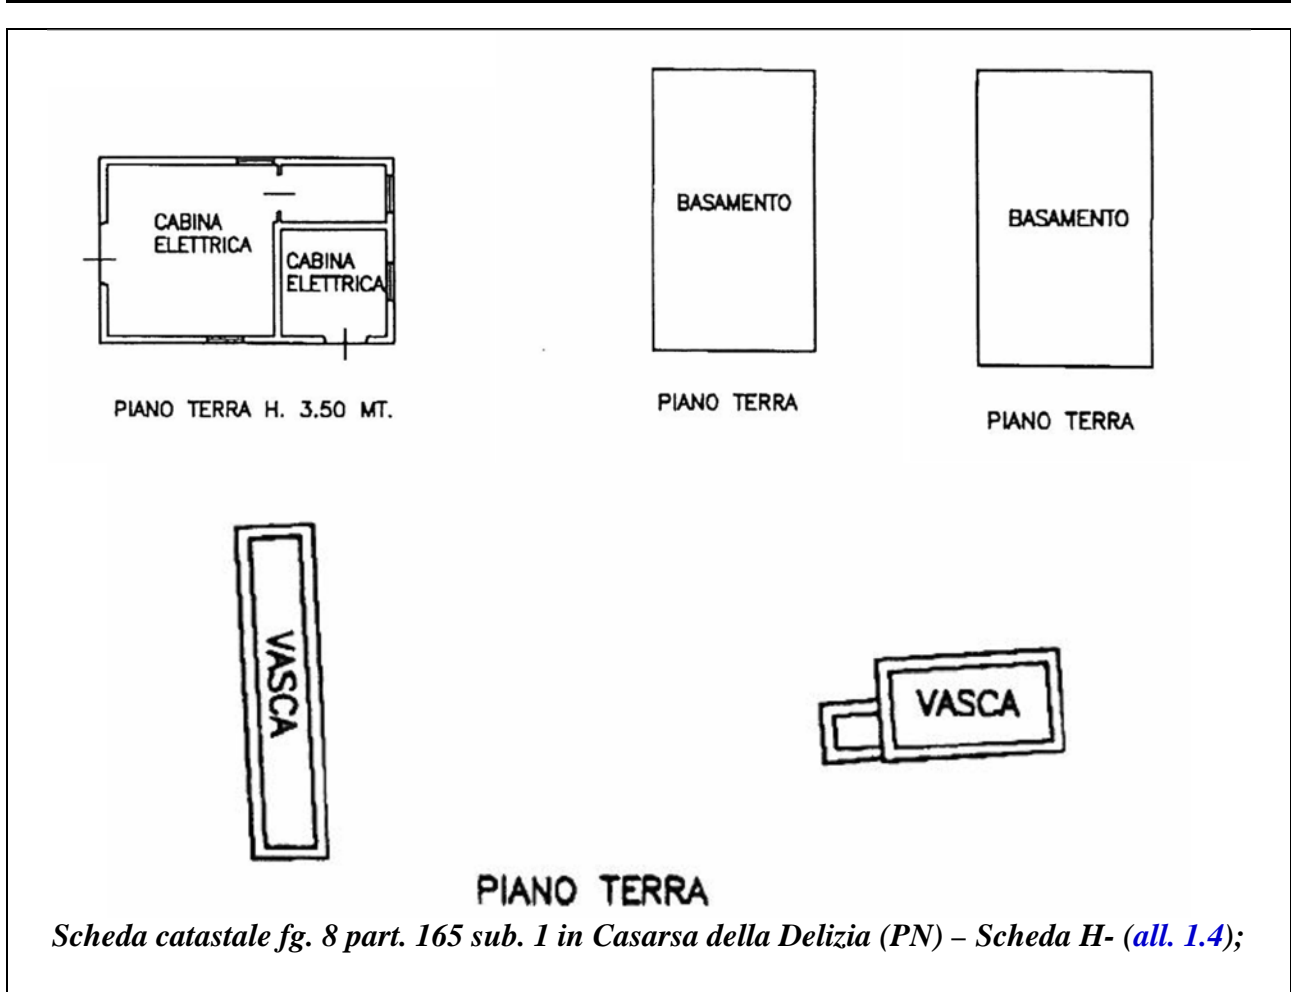 CABINA
ELETTRICA
CABINA
ELETTRICA
PIANO TERRA H. 3.50 MT.
BASAMENTO
PIANO TERRA
BASAMENTO
PIANO TERRA
VASCA
VASCA
PIANO TERRA
Scheda catastale fg. 8 part. 165 sub. 1 in Casarsa della Delizia (PN) – Scheda H- (all. 1.4);